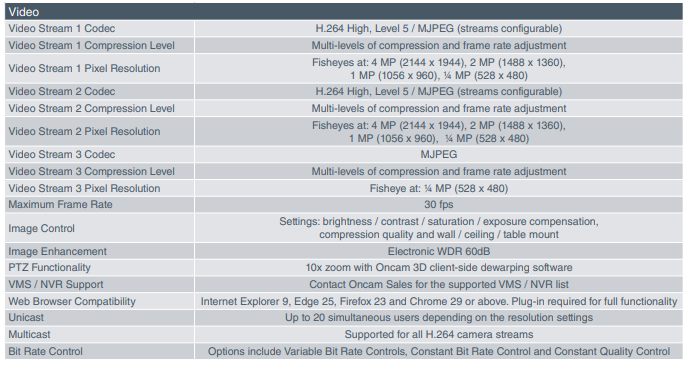 Video
Video Stream 1 Codec H.264 High, Level 5 / MJPEG (streams configurable)
Video Stream 1 Compression Level Multi-levels of compression and frame rate adjustment
Video Stream 1 Pixel Resolution Fisheyes at: 4 MP (2144 x 1944), 2 MP (1488 x 1360),
1 MP (1056 x 960), ¼ MP (528 x 480)
Video Stream 2 Codec H.264 High, Level 5 / MJPEG (streams configurable)
Video Stream 2 Compression Level Multi-levels of compression and frame rate adjustment
Video Stream 2 Pixel Resolution Fisheyes at: 4 MP (2144 x 1944), 2 MP (1488 x 1360),
1 MP (1056 x 960), ¼ MP (528 x 480)
Video Stream 3 Codec MJPEG
Video Stream 3 Compression Level Multi-levels of compression and frame rate adjustment
Video Stream 3 Pixel Resolution Fisheye at: ¼ MP (528 x 480)
Maximum Frame Rate 30 fps
Image Control Settings: brightness / contrast / saturation / exposure compensation,
compression quality and wall / ceiling / table mount
Image Enhancement Electronic WDR 60dB
PTZ Functionality 10x zoom with Oncam 3D client-side dewarping software
VMS / NVR Support Contact Oncam Sales for the supported VMS / NVR list
Web Browser Compatibility Internet Explorer 9, Edge 25, Firefox 23 and Chrome 29 or above. Plug-in required for full functionality
Unicast Up to 20 simultaneous users depending on the resolution settings
Multicast Supported for all H.264 camera streams
Bit Rate Control Options include Variable Bit Rate Controls, Constant Bit Rate Control and Constant Quality Control